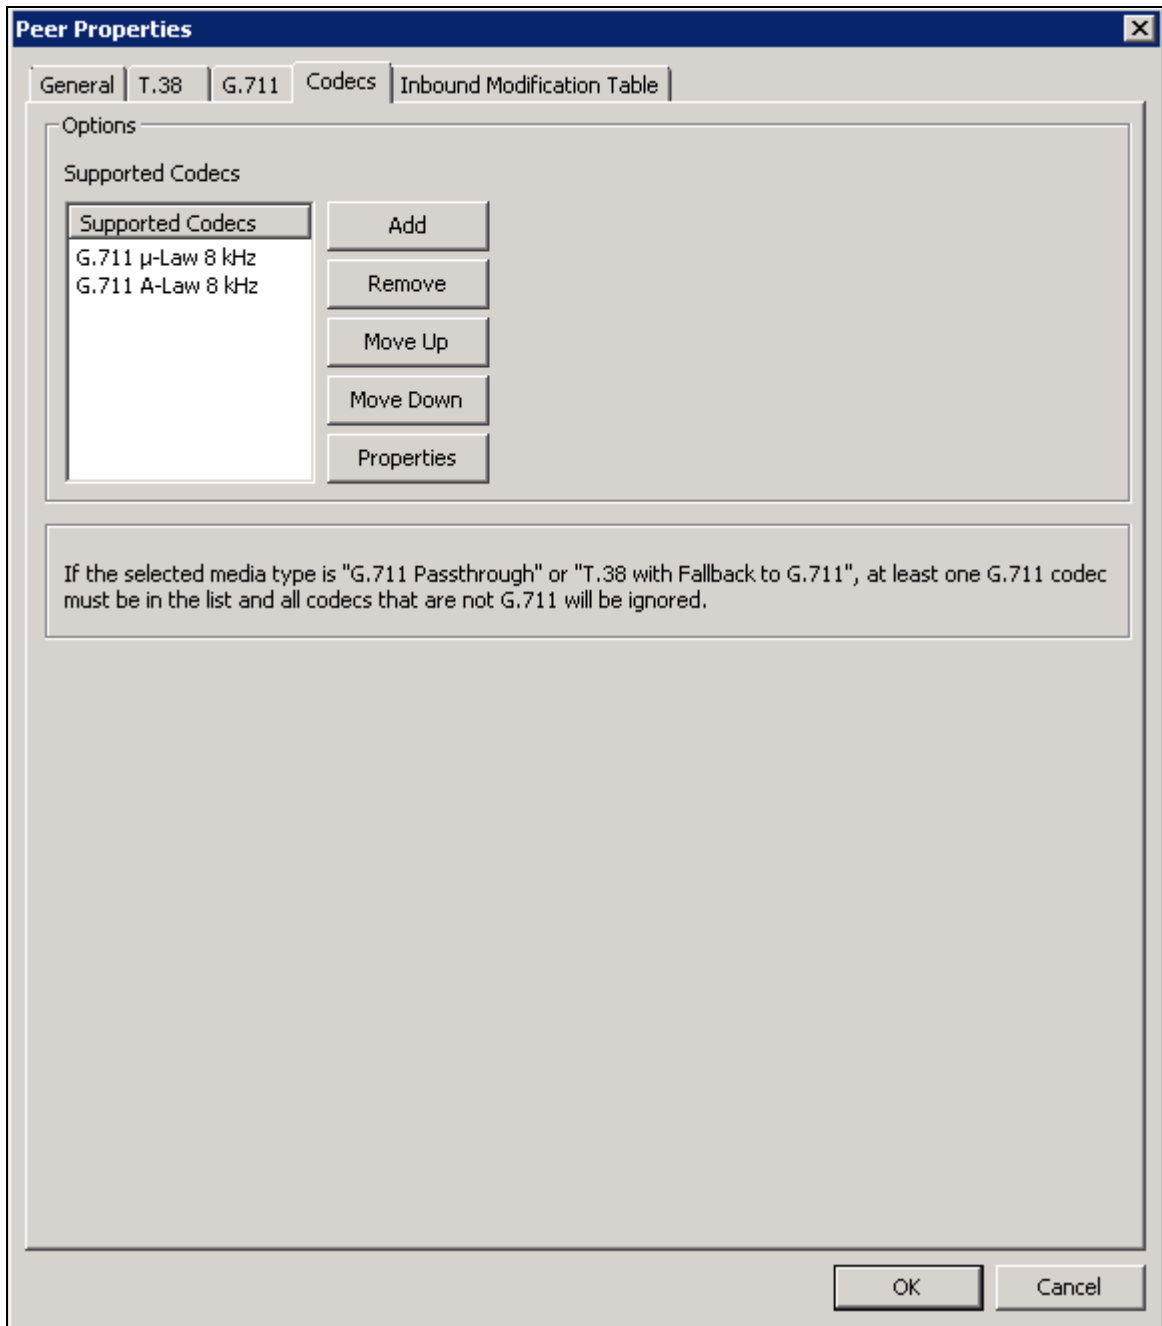 Peer Properties
General T.38 G.711 Codecs Inbound Modification Table
Options
Supported Codecs
Supported Codecs
G.711 µ-Law 8 kHz
G.711 A-Law 8 kHz
Add
Remove
Move Up
Move Down
Properties
If the selected media type is "G.711 Passthrough" or "T.38 with Fallback to G.711", at least one G.711 codec
must be in the list and all codecs that are not G.711 will be ignored.
OK Cancel